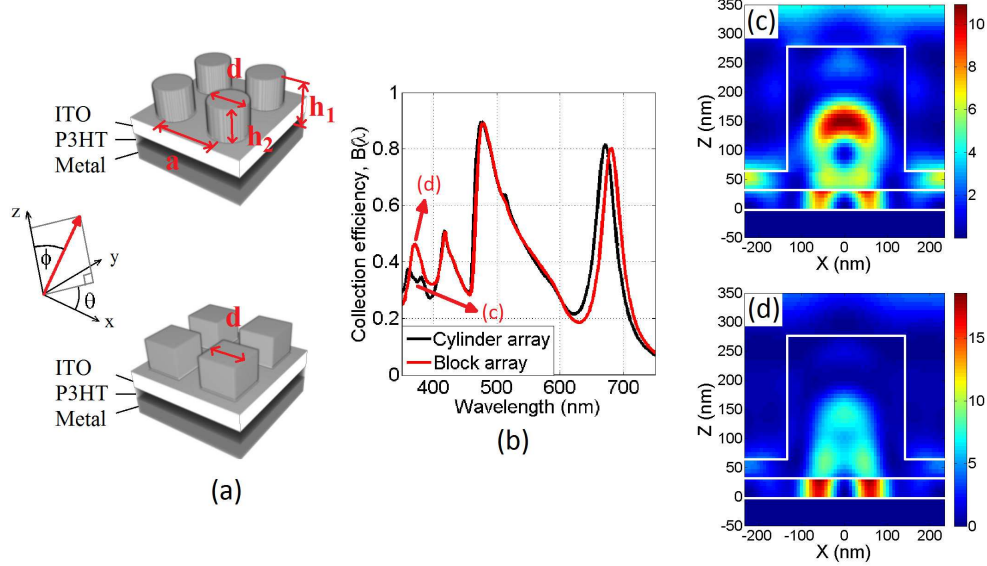 ITO
P3HT
Metal
d
a
h2
h1
z
y
x
ϕ
θ
ITO
P3HT
Metal
d
(a)
Collection efficiency, B(λ)
1
0.8
0.6
0.4
0.2
0
400 500 600 700
Wavelength (nm)
(d)
(c)
Cylinder array
Block array
(b)
(c)
Z (nm)
350
300
250
200
150
100
50
0
-50
-200 -100 0 100 200
X (nm)
10
8
6
4
2
0
(d)
Z (nm)
350
300
250
200
150
100
50
0
-50
-200 -100 0 100 200
X (nm)
15
10
5
0